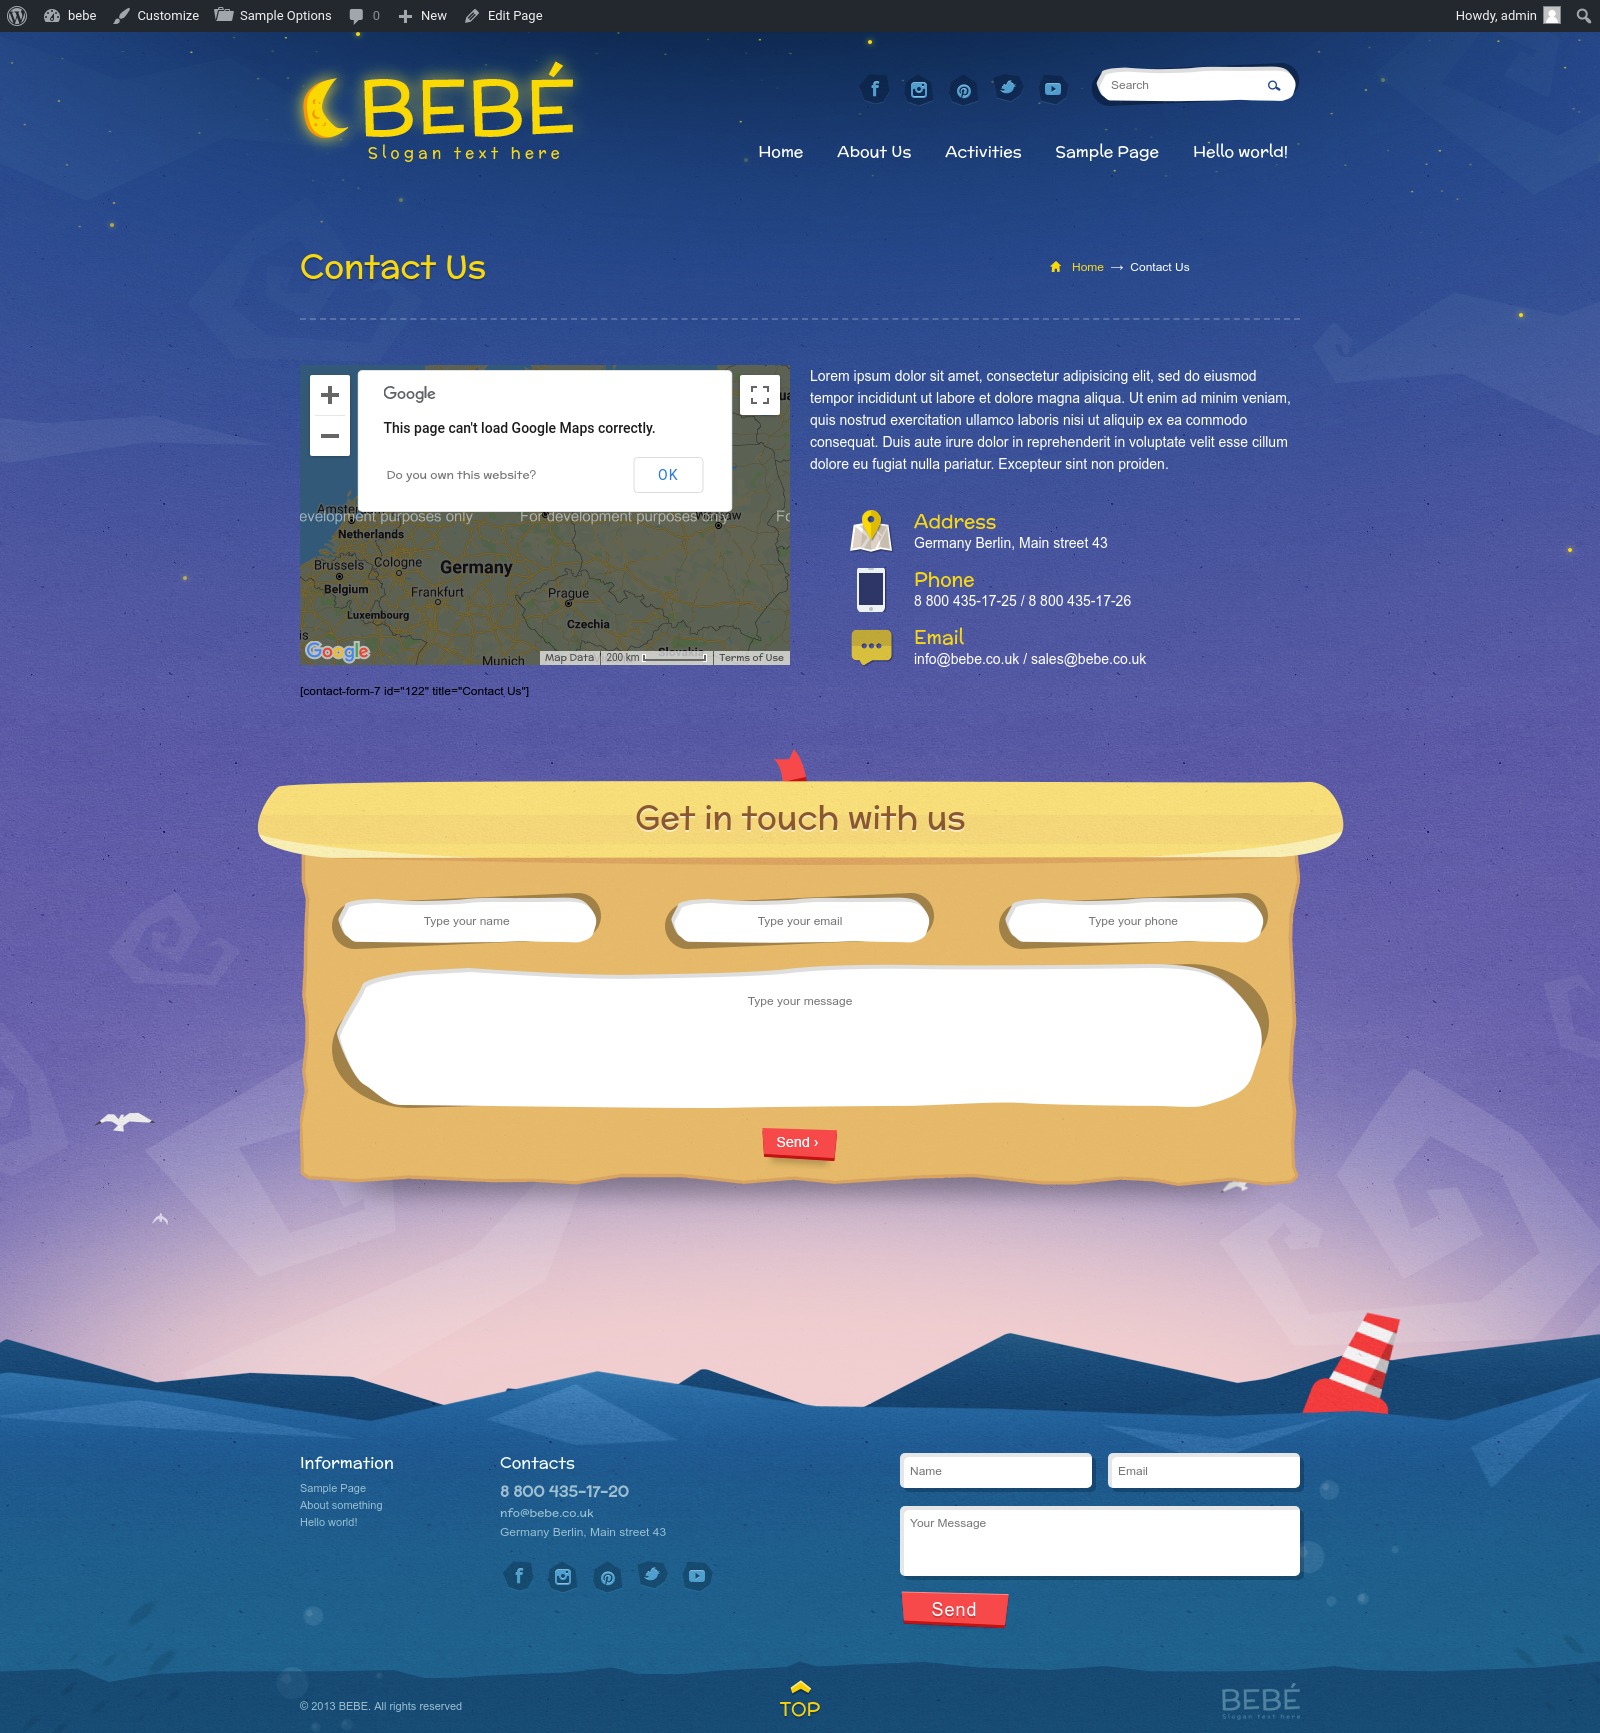 bebe Customize Sample Options 0 New Edit Page Howdy, admin
BEBÉ
Slogan text here
Search
Home About Us Activities Sample Page Hello world!
Contact Us
Home → Contact Us
Google
This page can't load Google Maps correctly.
Do you own this website? OK
evelopment purposes only For development purposes only Fo
Netherlands
Brussels Cologne Germany
Belgium Frankfurt Prague
Luxembourg Czechia
Slovakia
Munich
Google
Map Data 200 km Terms of Use
Lorem ipsum dolor sit amet, consectetur adipisicing elit, sed do eiusmod
tempor incididunt ut labore et dolore magna aliqua. Ut enim ad minim veniam,
quis nostrud exercitation ullamco laboris nisi ut aliquip ex ea commodo
consequat. Duis aute irure dolor in reprehenderit in voluptate velit esse cillum
dolore eu fugiat nulla pariatur. Excepteur sint non proiden.
Address
Germany Berlin, Main street 43
Phone
8 800 435-17-25 / 8 800 435-17-26
Email
info@bebe.co.uk / sales@bebe.co.uk
[contact-form-7 id="122" title="Contact Us"]
Get in touch with us
Type your name Type your email Type your phone
Type your message
Send ›
Information
Sample Page
About something
Hello world!
Contacts
8 800 435-17-20
nfo@bebe.co.uk
Germany Berlin, Main street 43
Name Email
Your Message
Send
© 2013 BEBE. All rights reserved
TOP
BEBÉ
Slogan text here